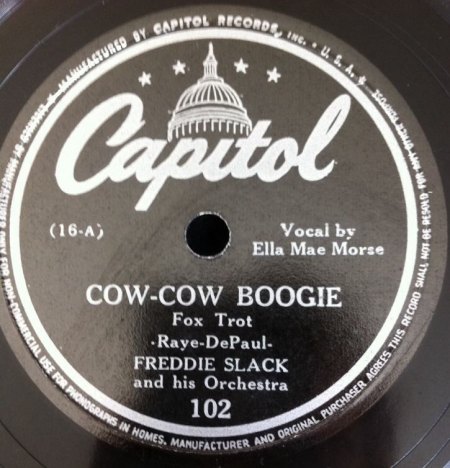 MANUFACTURED BY CAPITOL RECORDS, INC. • U. S. A.
Capitol
(16-A)
Vocal by
Ella Mae Morse
COW-COW BOOGIE
Fox Trot
-Raye-DePaul-
FREDDIE SLACK
and his Orchestra
102
ONLY FOR NON-COMMERCIAL USE FOR PHONOGRAPHS IN HOMES. MANUFACTURER AND ORIGINAL PURCHASER AGREES THIS RECORD SHALL NOT BE RESOLD